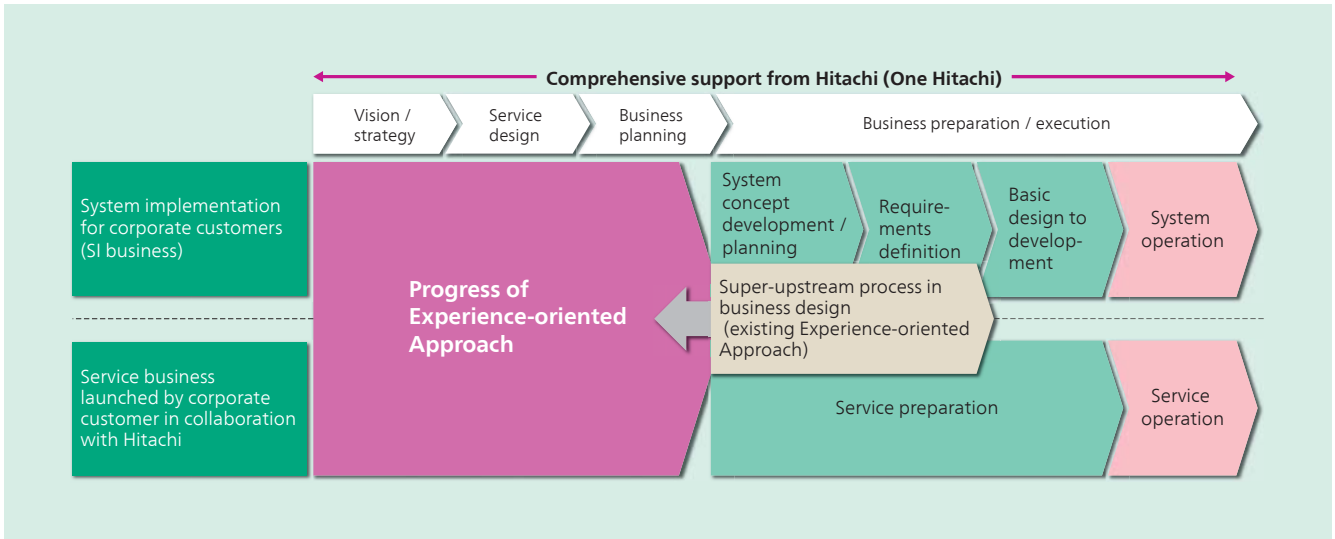 Comprehensive support from Hitachi (One Hitachi)
Vision /
strategy
Service
design
Business
planning
Business preparation / execution
System implementation
for corporate customers
(SI business)
System
concept
development /
planning
Require-
ments
definition
Basic
design to
develop-
ment
System
operation
Progress of
Experience-oriented
Approach
Super-upstream process in
business design
(existing Experience-oriented
Approach)
Service business
launched by corporate
customer in collaboration
with Hitachi
Service preparation
Service
operation